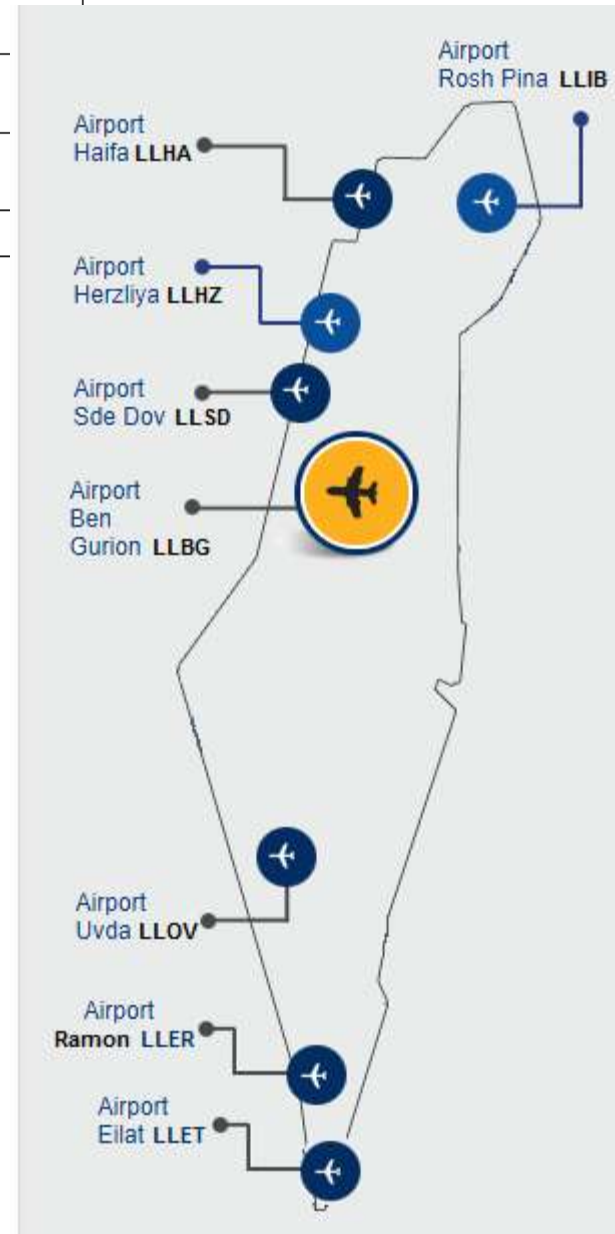 Airport
Rosh Pina LLIB
Airport
Haifa LLHA
Airport
Herzliya LLHZ
Airport
Sde Dov LLSD
Airport
Ben
Gurion LLBG
Airport
Uvda LLOV
Airport
Ramon LLER
Airport
Eilat LLET